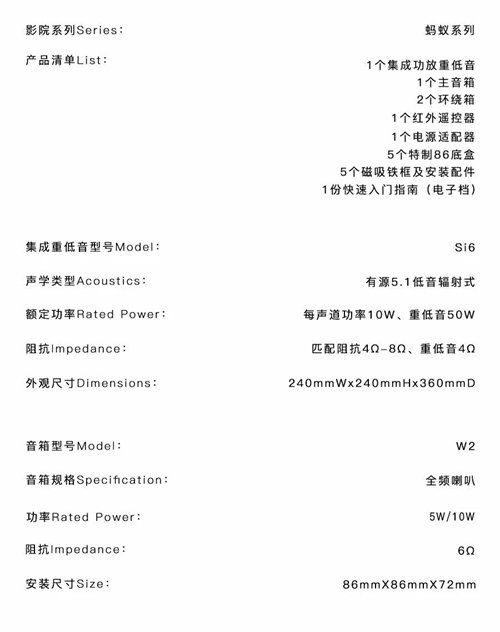 影院系列Series： 蚂蚁系列
产品清单List： 1个集成功放重低音
1个主音箱
2个环绕箱
1个红外遥控器
1个电源适配器
5个特制86底盒
5个磁吸铁框及安装配件
1份快速入门指南（电子档）
集成重低音型号Model： Si6
声学类型Acoustics： 有源5.1低音辐射式
额定功率Rated Power： 每声道功率10W、重低音50W
阻抗Impedance： 匹配阻抗4Ω-8Ω、重低音4Ω
外观尺寸Dimensions： 240mmWx240mmHx360mmD
音箱型号Model： W2
音箱规格Specification： 全频喇叭
功率Rated Power： 5W/10W
阻抗Impedance： 6Ω
安装尺寸Size： 86mmX86mmX72mm